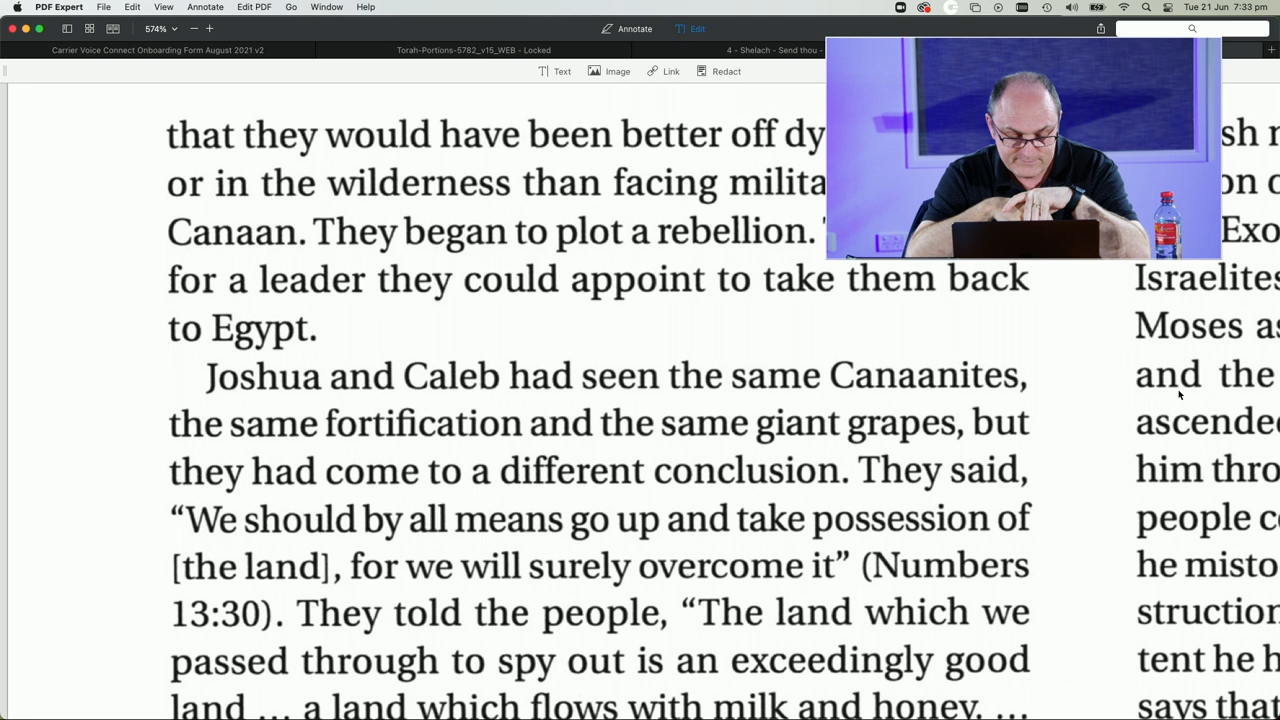 PDF Expert File Edit View Annotate Edit PDF Go Window Help Tue 21 Jun 7:33 pm
574% Annotate Edit
Carrier Voice Connect Onboarding Form August 2021 v2 Torah-Portions-5782_v15_WEB - Locked 4 - Shelach - Send thou -
Text Image Link Redact
that they would have been better off dy
or in the wilderness than facing milita
Canaan. They began to plot a rebellion.
for a leader they could appoint to take them back
to Egypt.
Joshua and Caleb had seen the same Canaanites,
the same fortification and the same giant grapes, but
they had come to a different conclusion. They said,
“We should by all means go up and take possession of
[the land], for we will surely overcome it” (Numbers
13:30). They told the people, “The land which we
passed through to spy out is an exceedingly good
land ... a land which flows with milk and honey. ...
sh
on
Exo
Israelites
Moses as
and the
ascende
him thro
people c
he misto
struction
tent he h
says that